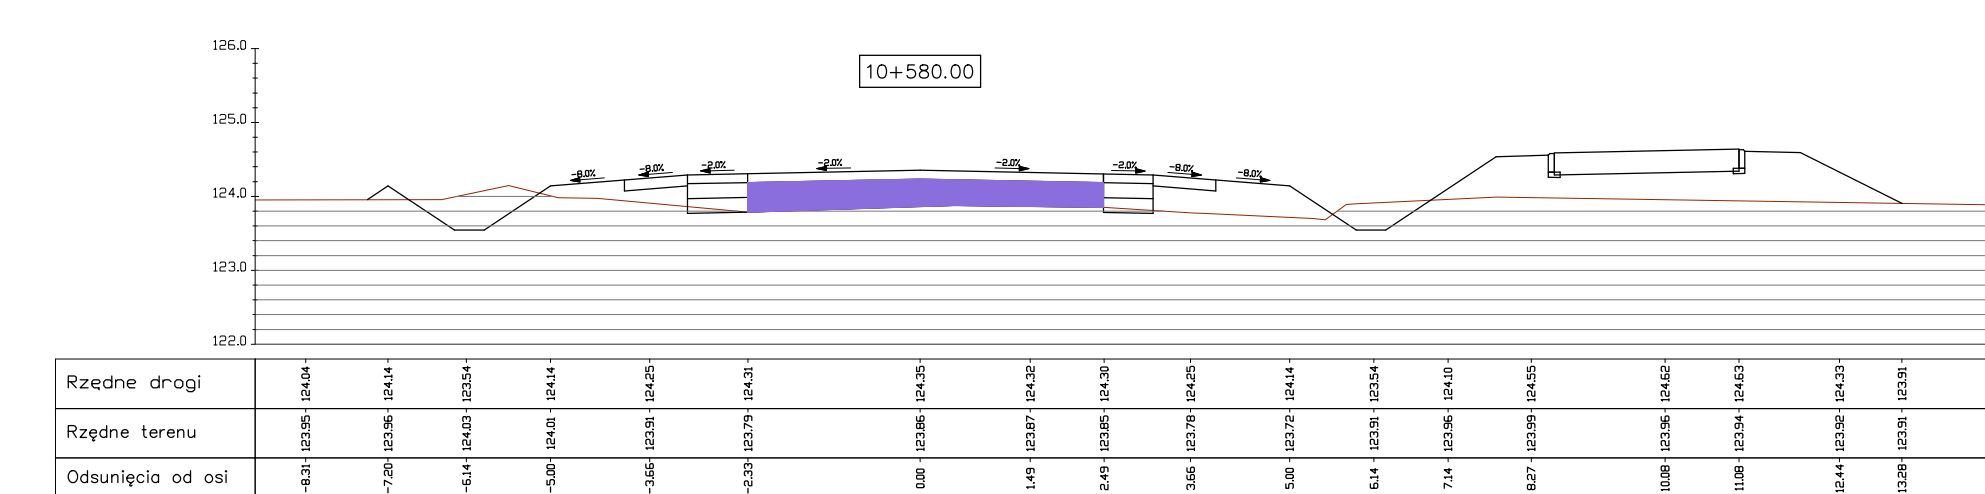 126.0
10+580.00
125.0
-8.0% -8.0% -2.0% -2.0% -2.0% -2.0% -8.0% -8.0%
124.0
123.0
122.0
Rzędne drogi 124.04 124.14 123.54 124.14 124.25 124.31 124.35 124.32 124.30 124.25 124.14 123.54 124.10 124.55 124.62 124.63 124.33 123.91
Rzędne terenu 123.95 123.96 124.03 124.01 123.91 123.79 123.86 123.87 123.85 123.78 123.72 123.91 123.96 123.99 123.96 123.94 123.92 123.91
Odsunięcia od osi -8.31 -7.20 -6.14 -5.00 -3.66 -2.33 0.00 1.49 2.49 3.66 5.00 6.14 7.14 8.27 10.08 11.08 12.44 13.28